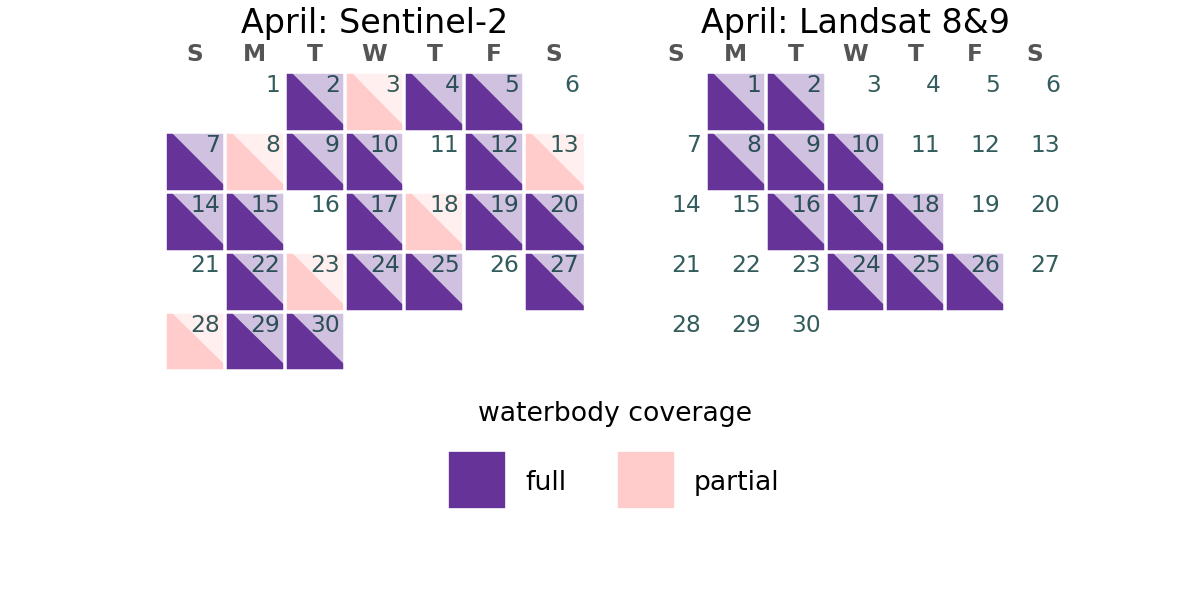 April: Sentinel-2
S M T W T F S
1 2 3 4 5 6
7 8 9 10 11 12 13
14 15 16 17 18 19 20
21 22 23 24 25 26 27
28 29 30
April: Landsat 8&9
S M T W T F S
1 2 3 4 5 6
7 8 9 10 11 12 13
14 15 16 17 18 19 20
21 22 23 24 25 26 27
28 29 30
waterbody coverage
full partial